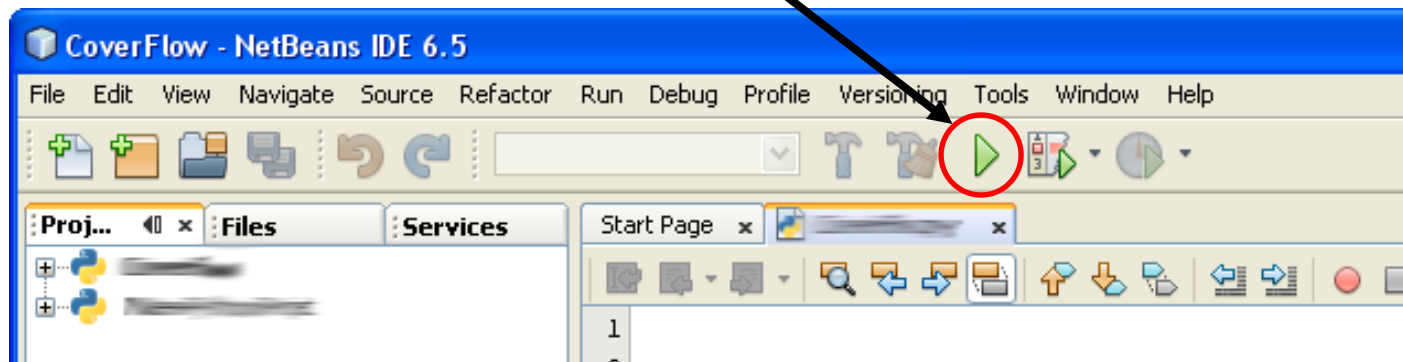 CoverFlow - NetBeans IDE 6.5
File Edit View Navigate Source Refactor Run Debug Profile Versioning Tools Window Help
Proj... Files Services Start Page
1